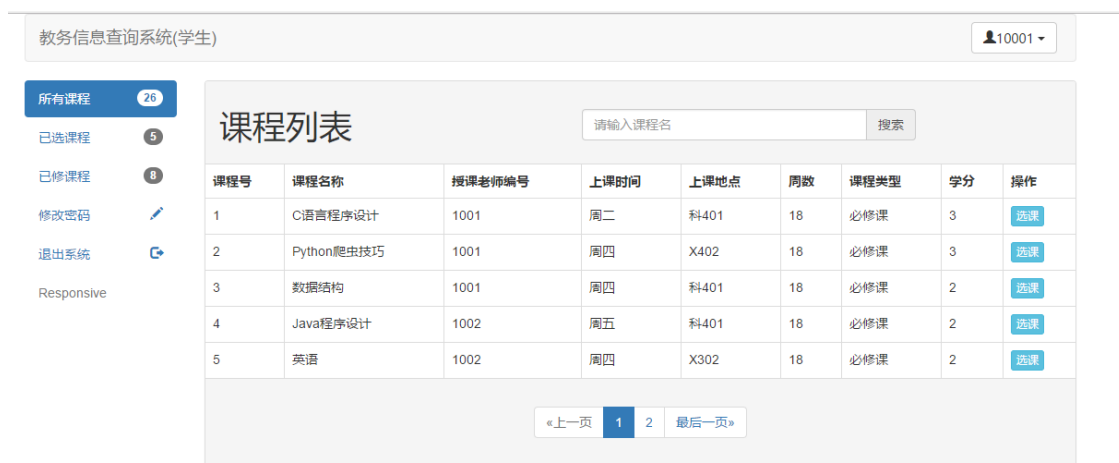 教务信息查询系统(学生)
10001
所有课程 26
已选课程 5
已修课程 8
修改密码
退出系统
Responsive
课程列表
请输入课程名 搜索
课程号 课程名称 授课老师编号 上课时间 上课地点 周数 课程类型 学分 操作
1 C语言程序设计 1001 周二 科401 18 必修课 3 选课
2 Python爬虫技巧 1001 周四 X402 18 必修课 3 选课
3 数据结构 1001 周四 科401 18 必修课 2 选课
4 Java程序设计 1002 周五 科401 18 必修课 2 选课
5 英语 1002 周四 X302 18 必修课 2 选课
«上一页 1 2 最后一页»